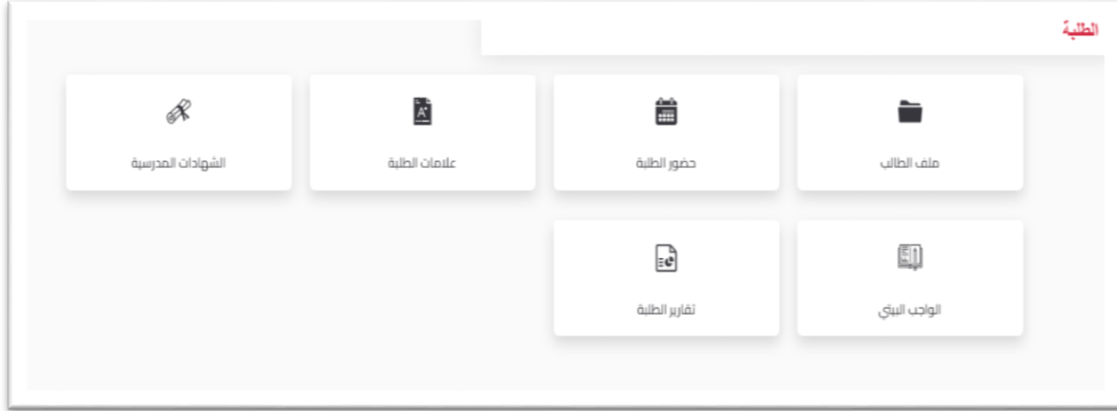 الطلبة
ملف الطالب
حضور الطلبة
علامات الطلبة
الشهادات المدرسية
الواجب البيتي
تقارير الطلبة